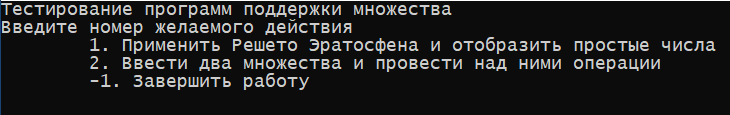 Тестирование программ поддержки множества
Введите номер желаемого действия
1. Применить Решето Эратосфена и отобразить простые числа
2. Ввести два множества и провести над ними операции
-1. Завершить работу